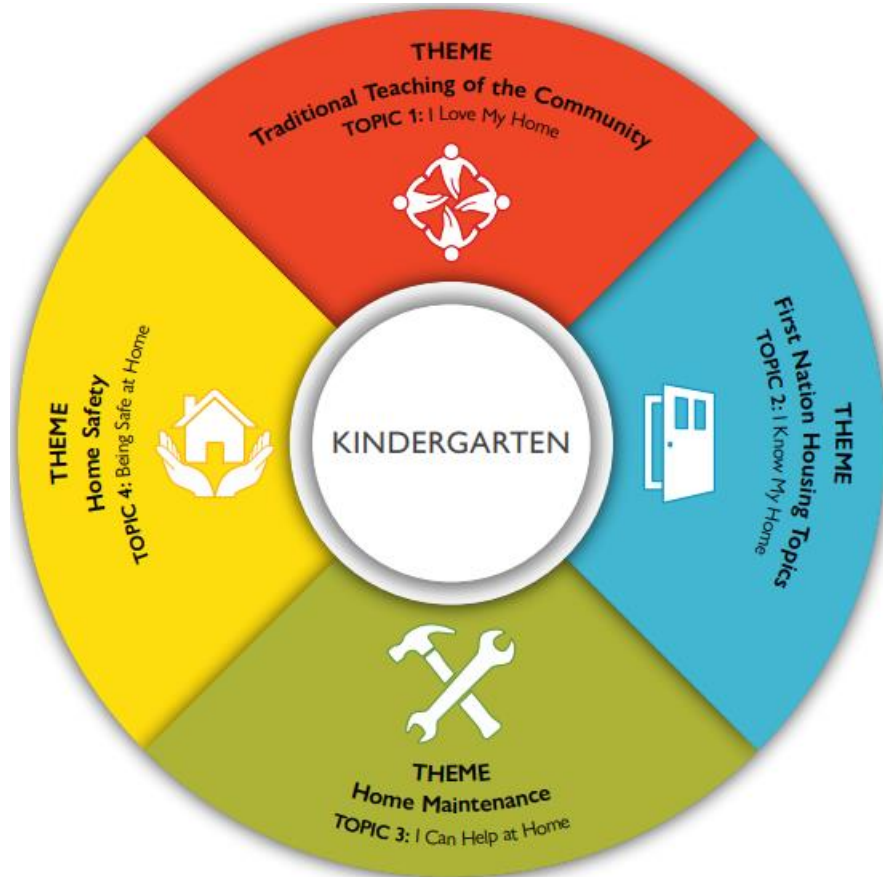 THEME
Traditional Teaching of the Community
TOPIC 1: I Love My Home
THEME
First Nation Housing Topics
TOPIC 2: I Know My Home
THEME
Home Maintenance
TOPIC 3: I Can Help at Home
THEME
Home Safety
TOPIC 4: Being Safe at Home
KINDERGARTEN